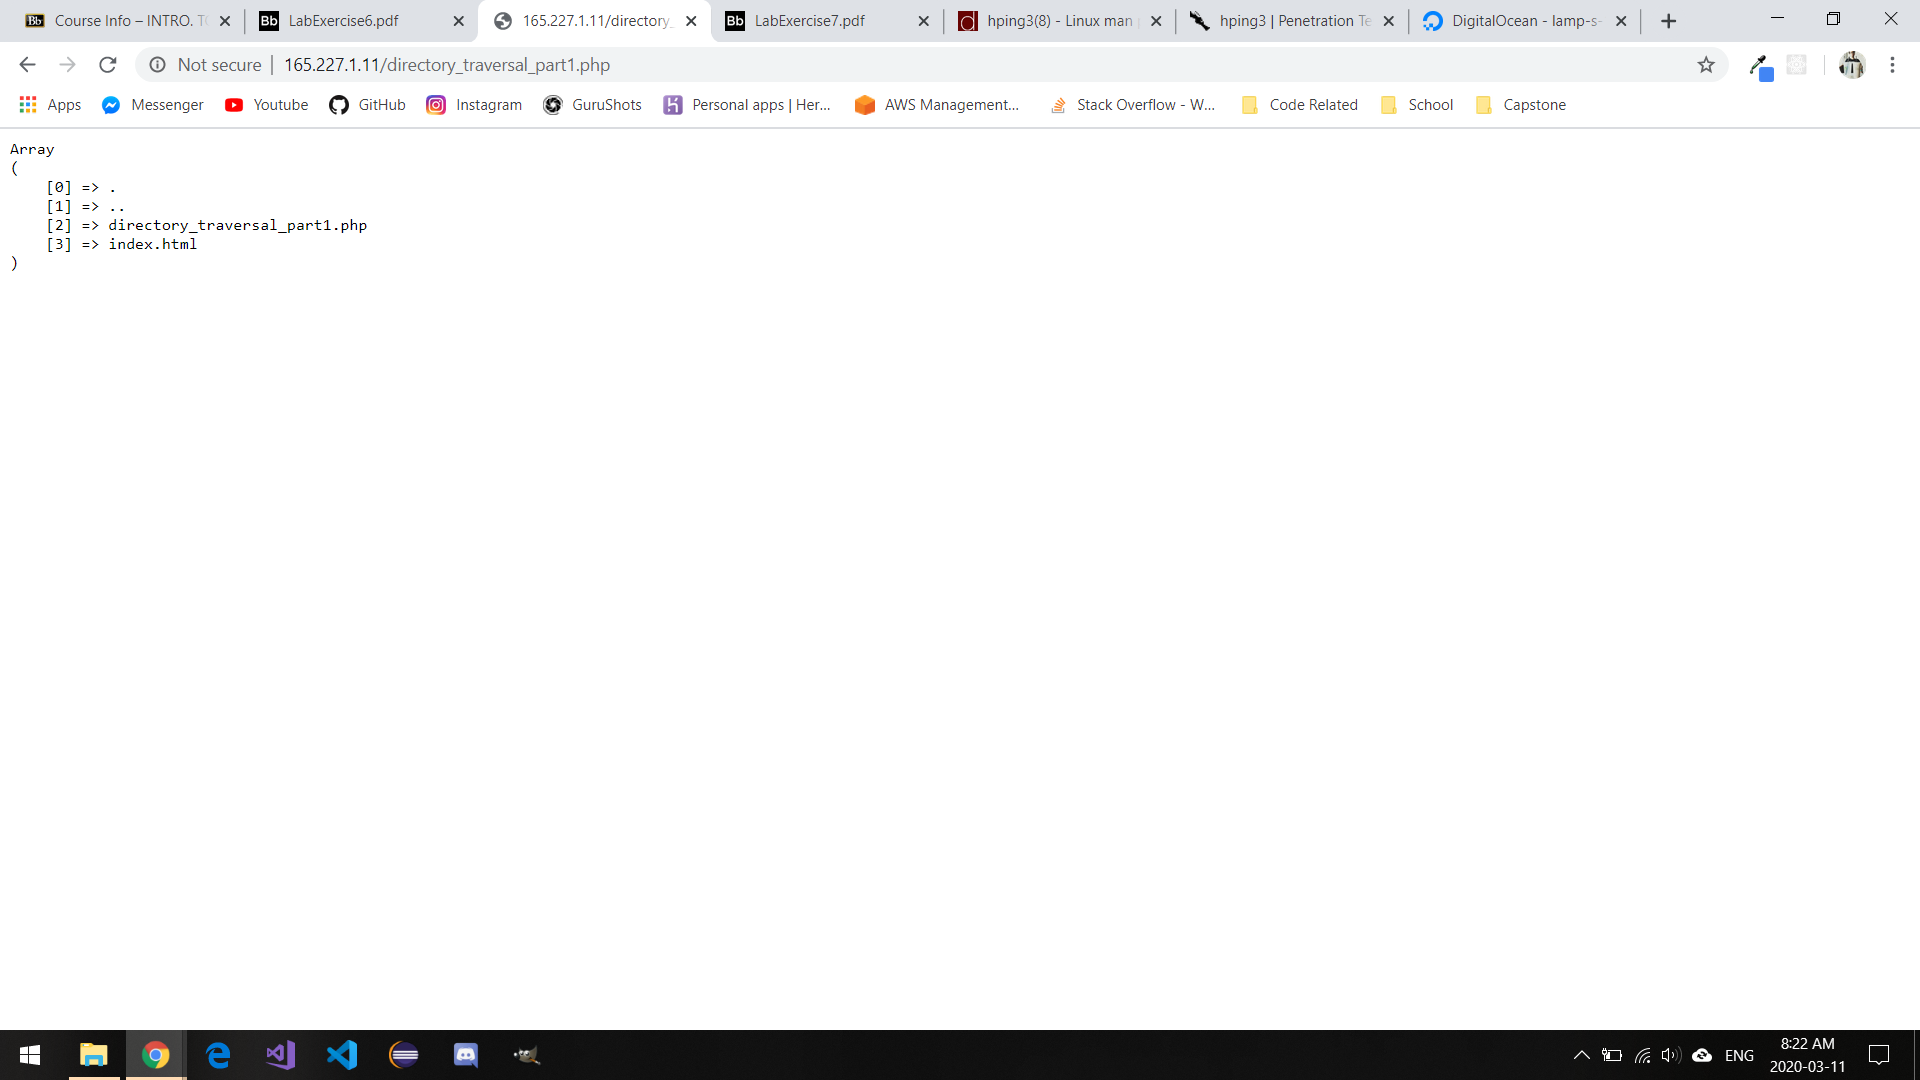 Course Info – INTRO. T
LabExercise6.pdf
165.227.1.11/directory_
LabExercise7.pdf
hping3(8) - Linux man
hping3 | Penetration Te
DigitalOcean - lamp-s-
Not secure | 165.227.1.11/directory_traversal_part1.php
Apps Messenger Youtube GitHub Instagram GuruShots Personal apps | Her... AWS Management... Stack Overflow - W... Code Related School Capstone
Array
(
[0] => .
[1] => ..
[2] => directory_traversal_part1.php
[3] => index.html
)
ENG
8:22 AM
2020-03-11